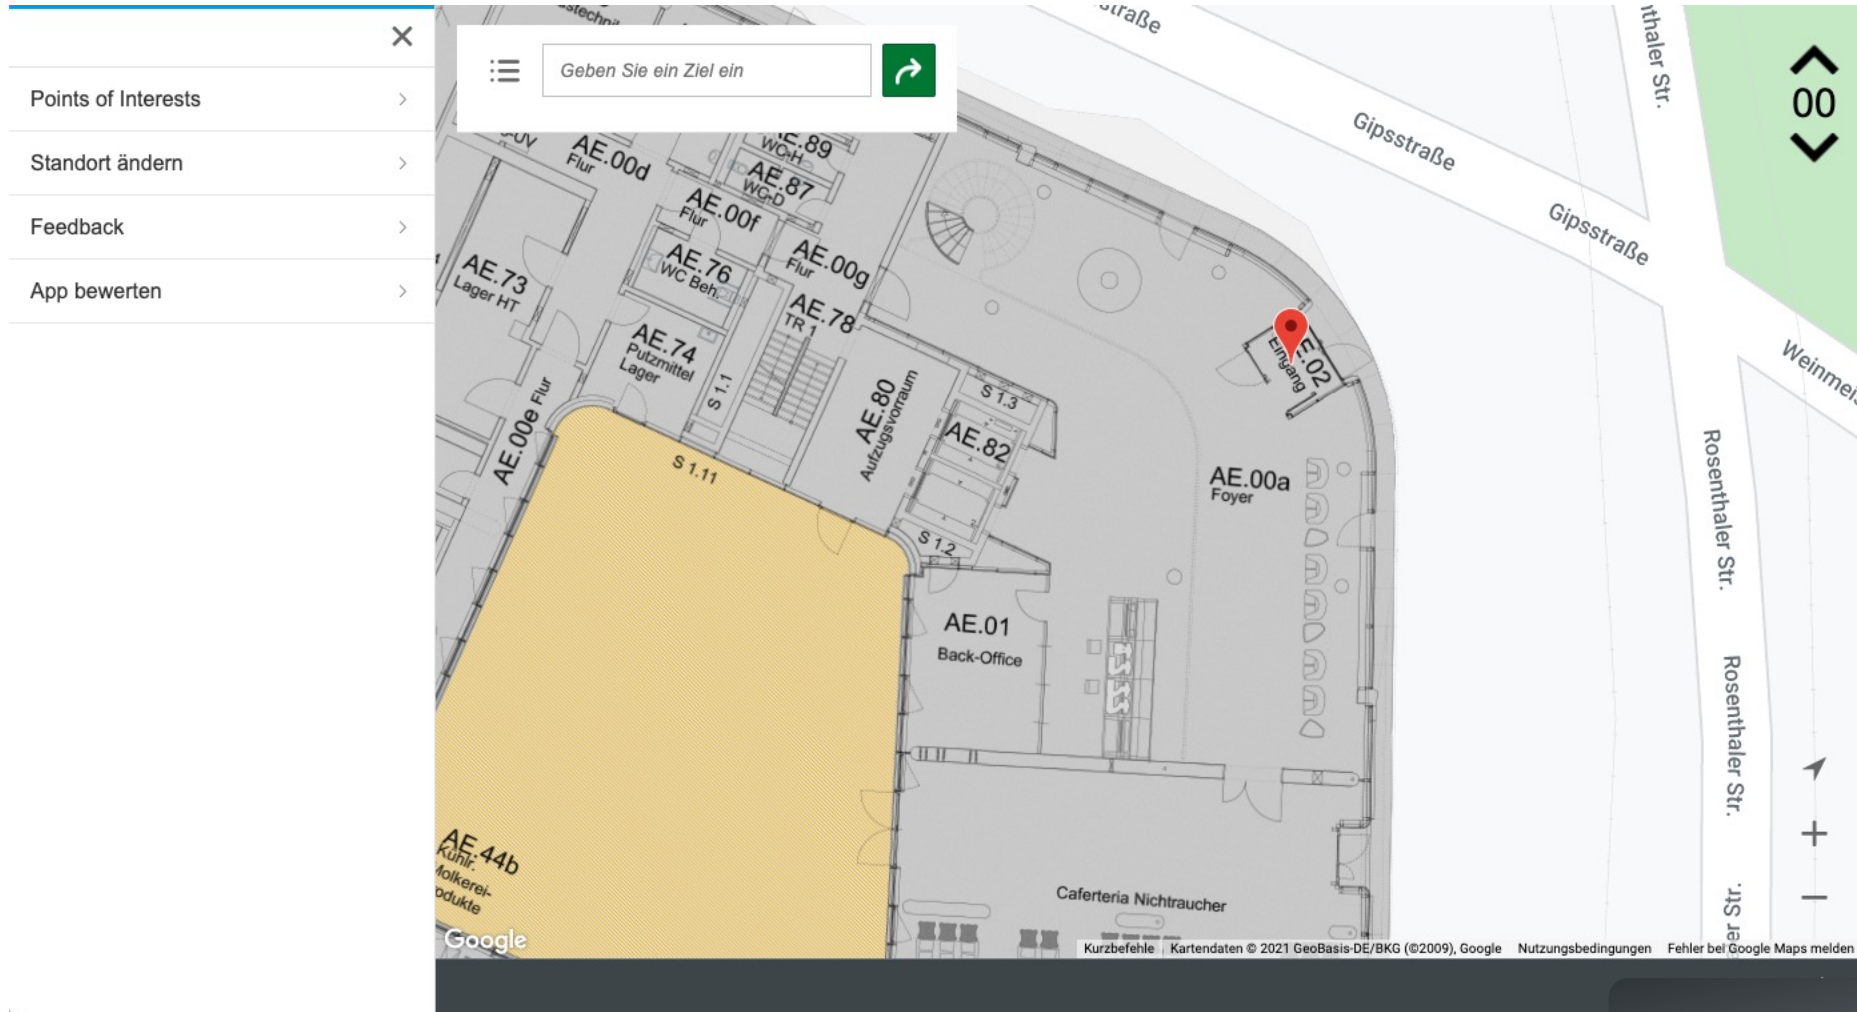 Points of Interests
Standort ändern
Feedback
App bewerten
Geben Sie ein Ziel ein
00
Gipsstraße
Gipsstraße
Rosenthaler Str.
Rosenthaler Str.
AE.00d
Flur
AE.89
WC-H
AE.87
WC-D
AE.00f
Flur
AE.76
WC Beh.
AE.00g
Flur
AE.78
TR 1
AE.73
Lager HT
AE.74
Putzmittel
Lager
S 1.1
AE.80
Aufzugsvorraum
S 1.3
AE.82
S 1.2
AE.00e Flur
S 1.11
Eingang
AE.00a
Foyer
AE.01
Back-Office
AE.44b
Kühlr.
Caferteria Nichtraucher
Google
Kurzbefehle
Kartendaten © 2021 GeoBasis-DE/BKG (©2009), Google
Nutzungsbedingungen
Fehler bei Google Maps melden